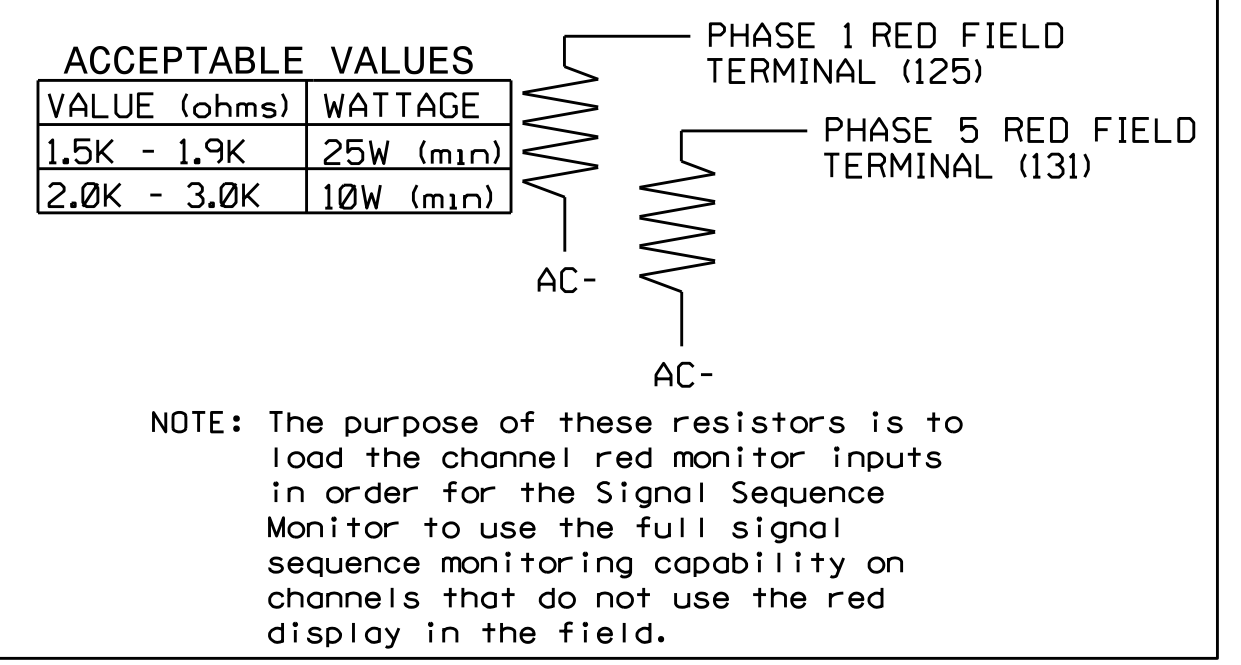 ACCEPTABLE VALUES
VALUE (ohms) WATTAGE
1.5K - 1.9K 25W (min)
2.0K - 3.0K 10W (min)
PHASE 1 RED FIELD
TERMINAL (125)
AC-
PHASE 5 RED FIELD
TERMINAL (131)
AC-
NOTE: The purpose of these resistors is to
load the channel red monitor inputs
in order for the Signal Sequence
Monitor to use the full signal
sequence monitoring capability on
channels that do not use the red
display in the field.